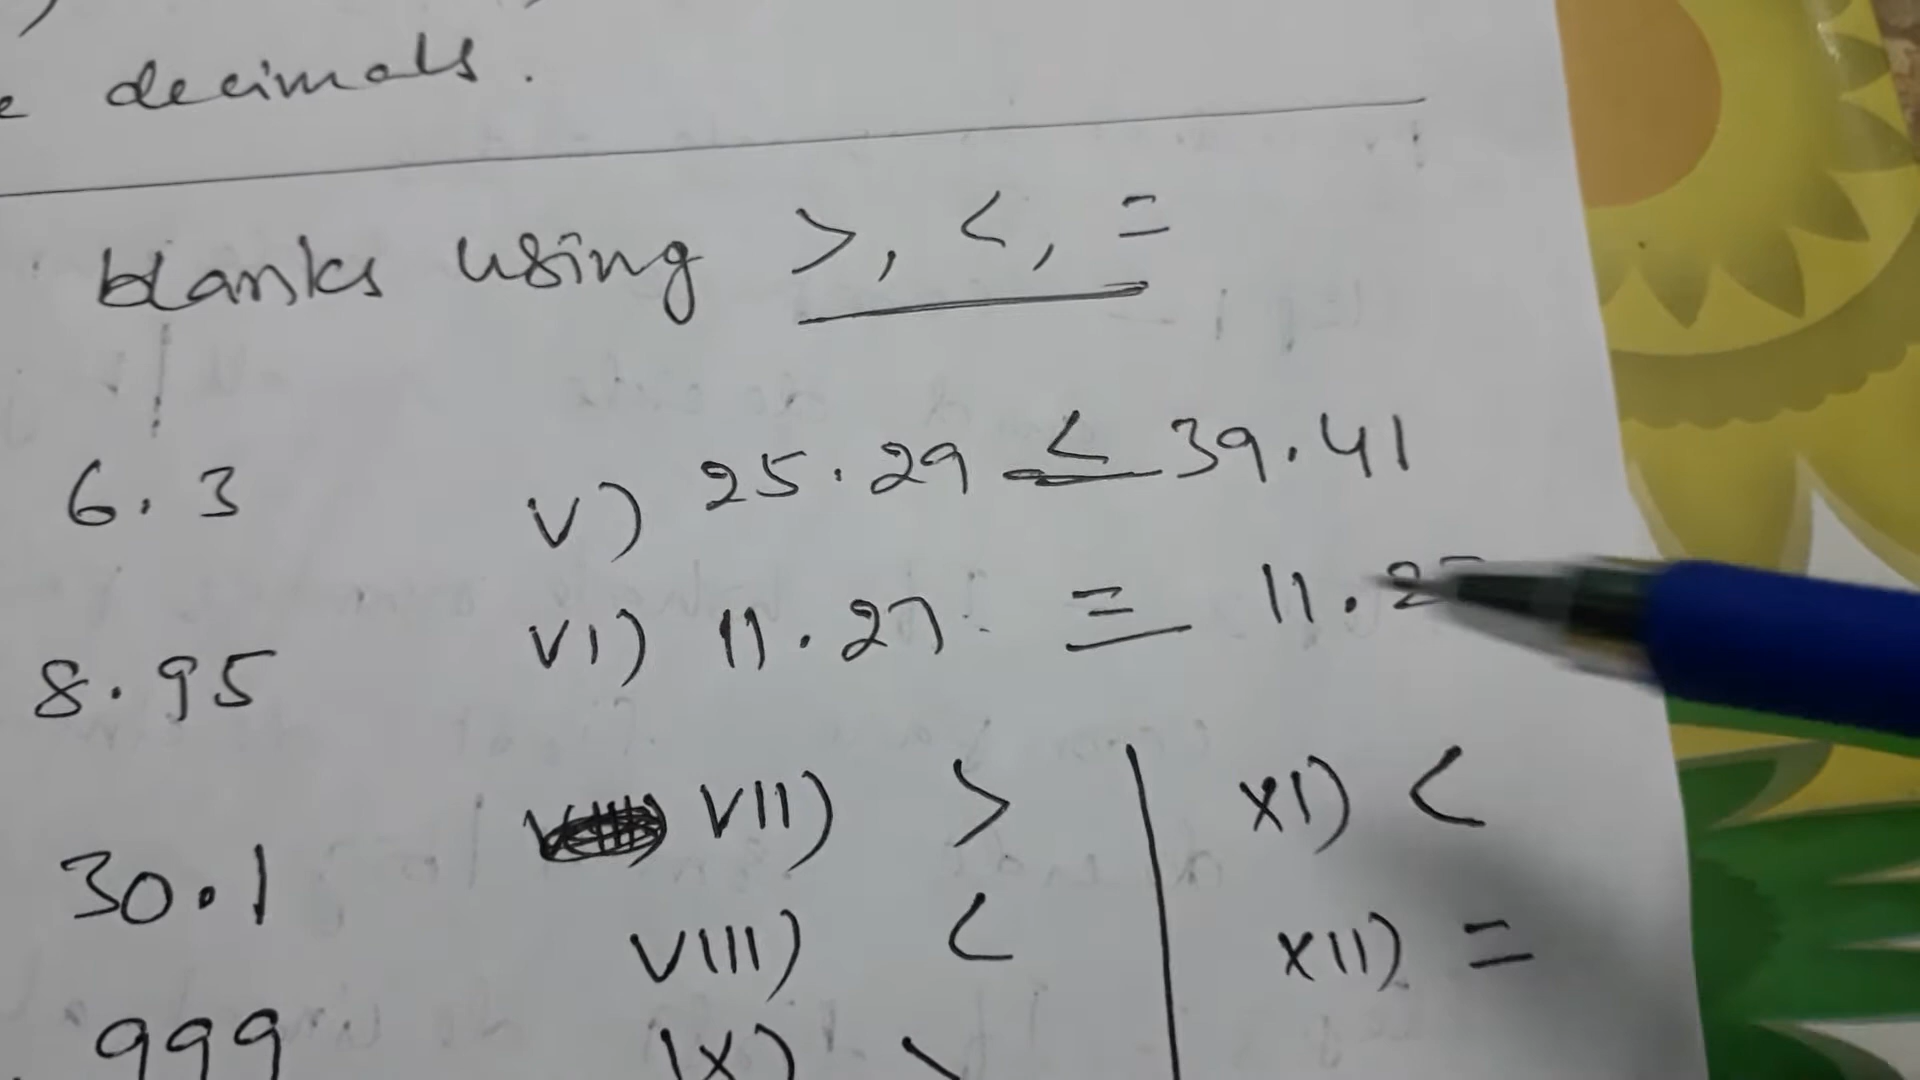 decimals.
blanks using >, <, =
6.3 v) 25.29 < 39.41
vi) 11.27 = 11.2
8.95
vii) > xi) <
30.1
viii) < xii) =
999 ix)